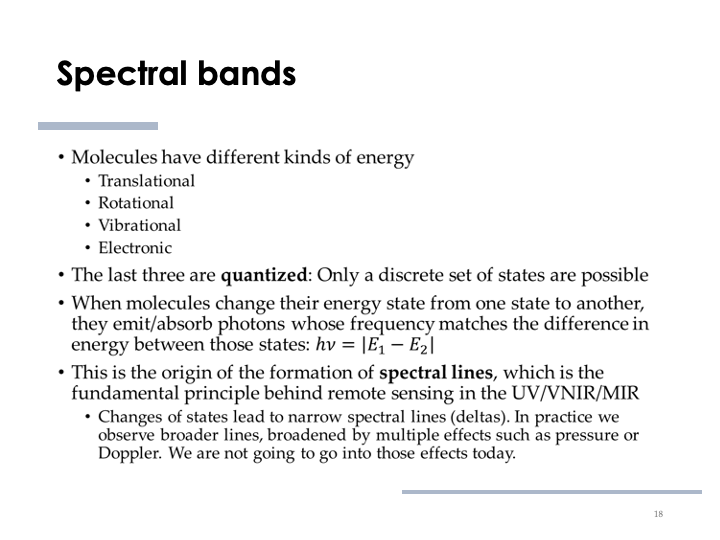 Spectral bands
• Molecules have different kinds of energy
• Translational
• Rotational
• Vibrational
• Electronic
• The last three are quantized: Only a discrete set of states are possible
• When molecules change their energy state from one state to another,
they emit/absorb photons whose frequency matches the difference in
energy between those states: ℎ𝜈 = |𝐸₁ − 𝐸₂|
• This is the origin of the formation of spectral lines, which is the
fundamental principle behind remote sensing in the UV/VNIR/MIR
• Changes of states lead to narrow spectral lines (deltas). In practice we
observe broader lines, broadened by multiple effects such as pressure or
Doppler. We are not going to go into those effects today.
18